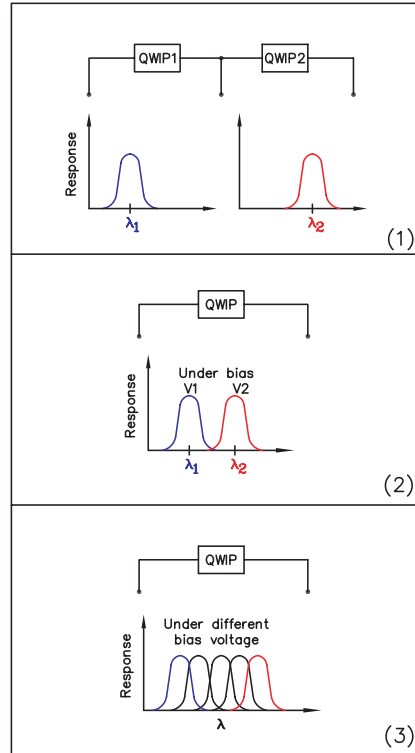 QWIP1 QWIP2
Response
λ1 λ2
(1)
QWIP
Under bias
V1 V2
Response
λ1 λ2
(2)
QWIP
Under different
bias voltage
Response
λ
(3)